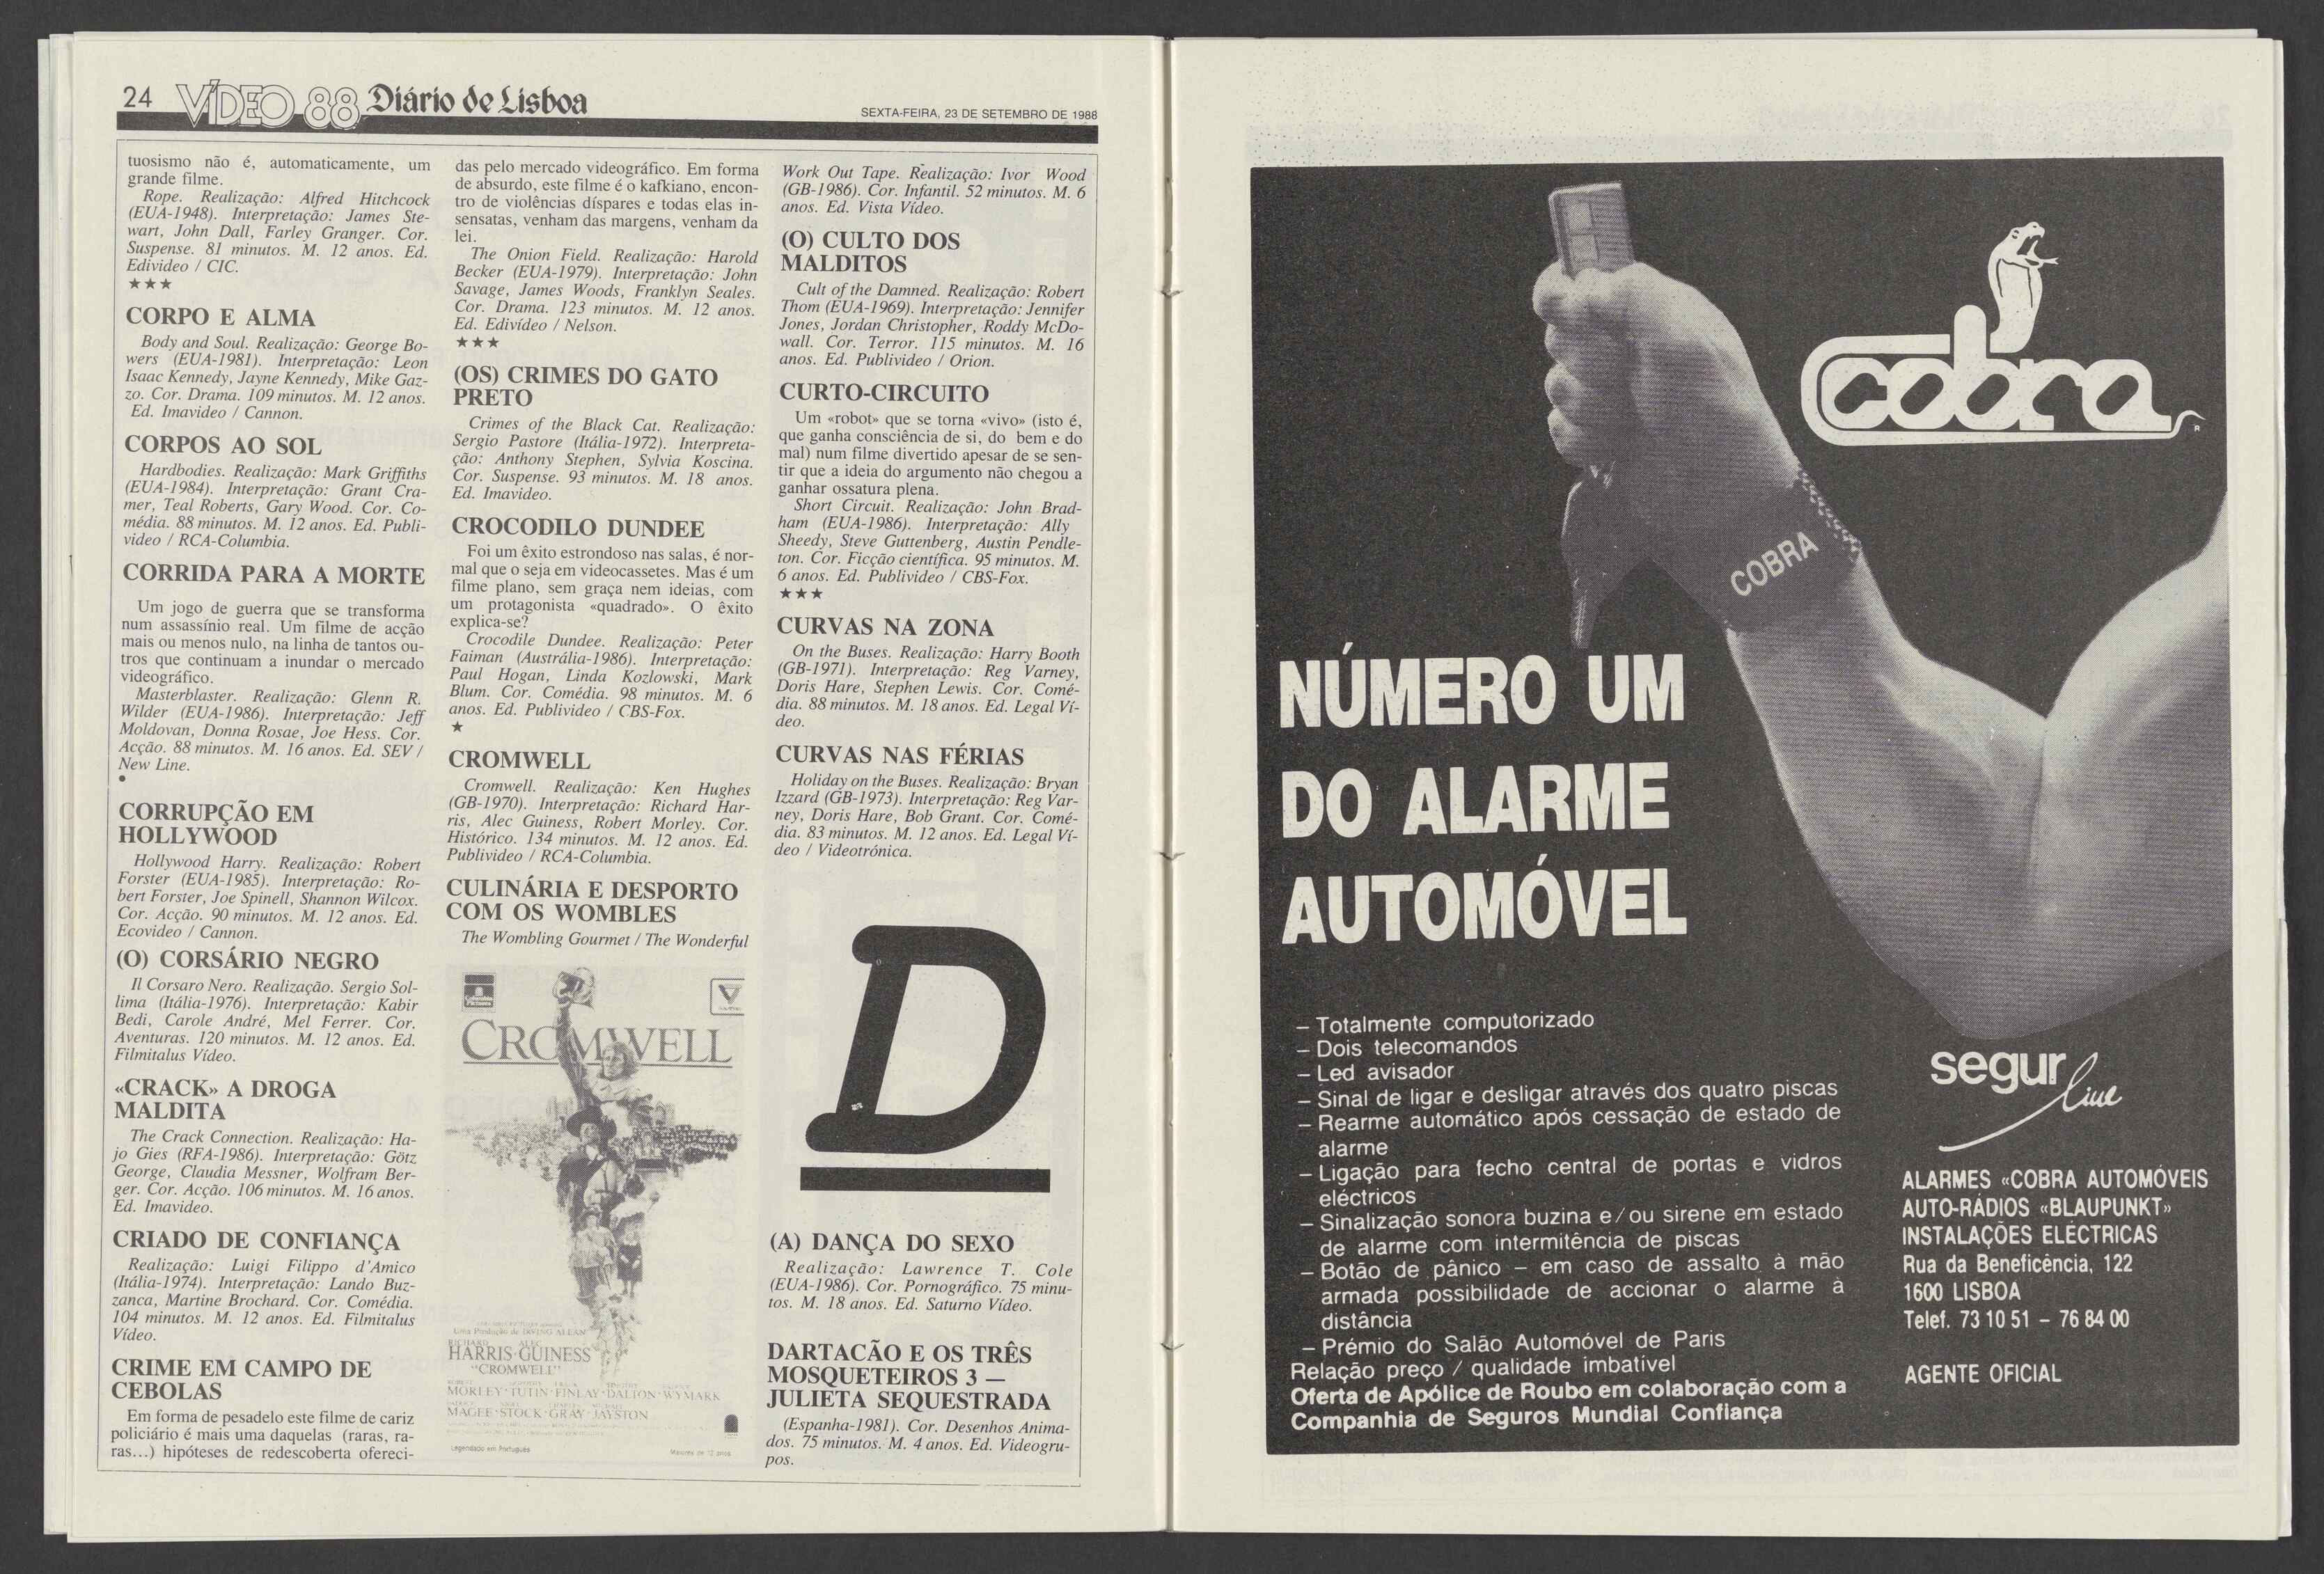 24 VÍDEO 88 Diário de Lisboa
SEXTA-FEIRA, 23 DE SETEMBRO DE 1988
tuosismo não é, automaticamente, um
grande filme.
Rope. Realização: Alfred Hitchcock
(EUA-1948). Interpretação: James Ste-
wart, John Dall, Farley Granger. Cor.
Suspense. 81 minutos. M. 12 anos. Ed.
Edivideo / CIC.
★★★
CORPO E ALMA
Body and Soul. Realização: George Bo-
wers (EUA-1981). Interpretação: Leon
Isaac Kennedy, Jayne Kennedy, Mike Gaz-
zo. Cor. Drama. 109 minutos. M. 12 anos.
Ed. Imavideo / Cannon.
CORPOS AO SOL
Hardbodies. Realização: Mark Griffiths
(EUA-1984). Interpretação: Grant Cra-
mer, Teal Roberts, Gary Wood. Cor. Co-
média. 88 minutos. M. 12 anos. Ed. Publi-
video / RCA-Columbia.
CORRIDA PARA A MORTE
Um jogo de guerra que se transforma
num assassínio real. Um filme de acção
mais ou menos nulo, na linha de tantos ou-
tros que continuam a inundar o mercado
videográfico.
Masterblaster. Realização: Glenn R.
Wilder (EUA-1986). Interpretação: Jeff
Moldovan, Donna Rosae, Joe Hess. Cor.
Acção. 88 minutos. M. 16 anos. Ed. SEV /
New Line.
●
CORRUPÇÃO EM
HOLLYWOOD
Hollywood Harry. Realização: Robert
Forster (EUA-1985). Interpretação: Ro-
bert Forster, Joe Spinell, Shannon Wilcox.
Cor. Acção. 90 minutos. M. 12 anos. Ed.
Ecovideo / Cannon.
(O) CORSÁRIO NEGRO
Il Corsaro Nero. Realização. Sergio Sol-
lima (Itália-1976). Interpretação: Kabir
Bedi, Carole André, Mel Ferrer. Cor.
Aventuras. 120 minutos. M. 12 anos. Ed.
Filmitalus Vídeo.
«CRACK» A DROGA
MALDITA
The Crack Connection. Realização: Ha-
jo Gies (RFA-1986). Interpretação: Götz
George, Claudia Messner, Wolfram Ber-
ger. Cor. Acção. 106 minutos. M. 16 anos.
Ed. Imavideo.
CRIADO DE CONFIANÇA
Realização: Luigi Filippo d'Amico
(Itália-1974). Interpretação: Lando Buz-
zanca, Martine Brochard. Cor. Comédia.
104 minutos. M. 12 anos. Ed. Filmitalus
Vídeo.
CRIME EM CAMPO DE
CEBOLAS
Em forma de pesadelo este filme de cariz
policiário é mais uma daquelas (raras, ra-
ras...) hipóteses de redescoberta ofereci-
das pelo mercado videográfico. Em forma
de absurdo, este filme é o kafkiano, encon-
tro de violências díspares e todas elas in-
sensatas, venham das margens, venham da
lei.
The Onion Field. Realização: Harold
Becker (EUA-1979). Interpretação: John
Savage, James Woods, Franklyn Seales.
Cor. Drama. 123 minutos. M. 12 anos.
Ed. Edivídeo / Nelson.
★★★
(OS) CRIMES DO GATO
PRETO
Crimes of the Black Cat. Realização:
Sergio Pastore (Itália-1972). Interpreta-
ção: Anthony Stephen, Sylvia Koscina.
Cor. Suspense. 93 minutos. M. 18 anos.
Ed. Imavideo.
CROCODILO DUNDEE
Foi um êxito estrondoso nas salas, é nor-
mal que o seja em videocassetes. Mas é um
filme plano, sem graça nem ideias, com
um protagonista «quadrado». O êxito
explica-se?
Crocodile Dundee. Realização: Peter
Faiman (Austrália-1986). Interpretação:
Paul Hogan, Linda Kozlowski, Mark
Blum. Cor. Comédia. 98 minutos. M. 6
anos. Ed. Publivideo / CBS-Fox.
★
CROMWELL
Cromwell. Realização: Ken Hughes
(GB-1970). Interpretação: Richard Har-
ris, Alec Guiness, Robert Morley. Cor.
Histórico. 134 minutos. M. 12 anos. Ed.
Publivideo / RCA-Columbia.
CULINÁRIA E DESPORTO
COM OS WOMBLES
The Wombling Gourmet / The Wonderful
CROMWELL
Uma Produção de IRVING ALLAN
RICHARD ALEC
HARRIS·GUINESS
"CROMWELL"
MORLEY·TUTIN·FINLAY·DALTON·WYMARK
MAGEE·STOCK·GRAY·JAYSTON
Legendado em Português
Maiores de 12 anos
Work Out Tape. Realização: Ivor Wood
(GB-1986). Cor. Infantil. 52 minutos. M. 6
anos. Ed. Vista Vídeo.
(O) CULTO DOS
MALDITOS
Cult of the Damned. Realização: Robert
Thom (EUA-1969). Interpretação: Jennifer
Jones, Jordan Christopher, Roddy McDo-
wall. Cor. Terror. 115 minutos. M. 16
anos. Ed. Publivideo / Orion.
CURTO-CIRCUITO
Um «robot» que se torna «vivo» (isto é,
que ganha consciência de si, do bem e do
mal) num filme divertido apesar de se sen-
tir que a ideia do argumento não chegou a
ganhar ossatura plena.
Short Circuit. Realização: John Brad-
ham (EUA-1986). Interpretação: Ally
Sheedy, Steve Guttenberg, Austin Pendle-
ton. Cor. Ficção científica. 95 minutos. M.
6 anos. Ed. Publivideo / CBS-Fox.
★★★
CURVAS NA ZONA
On the Buses. Realização: Harry Booth
(GB-1971). Interpretação: Reg Varney,
Doris Hare, Stephen Lewis. Cor. Comé-
dia. 88 minutos. M. 18 anos. Ed. Legal Ví-
deo.
CURVAS NAS FÉRIAS
Holiday on the Buses. Realização: Bryan
Izzard (GB-1973). Interpretação: Reg Var-
ney, Doris Hare, Bob Grant. Cor. Comé-
dia. 83 minutos. M. 12 anos. Ed. Legal Ví-
deo / Videotrónica.
D
(A) DANÇA DO SEXO
Realização: Lawrence T. Cole
(EUA-1986). Cor. Pornográfico. 75 minu-
tos. M. 18 anos. Ed. Saturno Vídeo.
DARTACÃO E OS TRÊS
MOSQUETEIROS 3 —
JULIETA SEQUESTRADA
(Espanha-1981). Cor. Desenhos Anima-
dos. 75 minutos. M. 4 anos. Ed. Videogru-
pos.
cobra
COBRA
NÚMERO UM
DO ALARME
AUTOMÓVEL
– Totalmente computorizado
– Dois telecomandos
– Led avisador
– Sinal de ligar e desligar através dos quatro piscas
– Rearme automático após cessação de estado de
alarme
– Ligação para fecho central de portas e vidros
eléctricos
– Sinalização sonora buzina e/ou sirene em estado
de alarme com intermitência de piscas
– Botão de pânico – em caso de assalto à mão
armada possibilidade de accionar o alarme à
distância
– Prémio do Salão Automóvel de Paris
Relação preço / qualidade imbatível
Oferta de Apólice de Roubo em colaboração com a
Companhia de Seguros Mundial Confiança
segur line
ALARMES «COBRA AUTOMÓVEIS
AUTO-RÁDIOS «BLAUPUNKT»
INSTALAÇÕES ELÉCTRICAS
Rua da Beneficência, 122
1600 LISBOA
Telef. 73 10 51 – 76 84 00
AGENTE OFICIAL